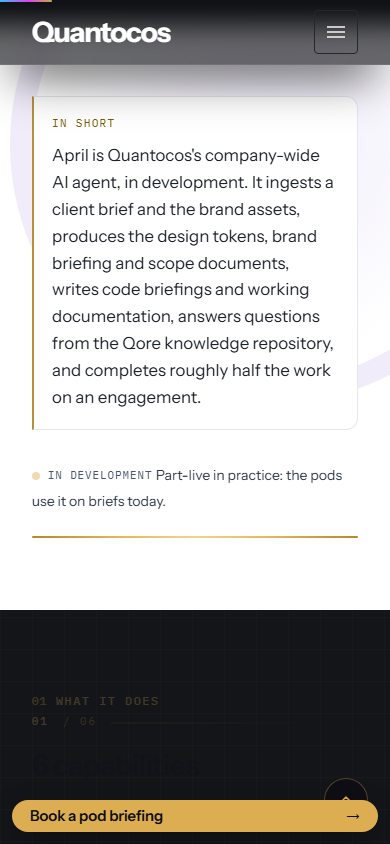 Quantocos
IN SHORT
April is Quantocos's company-wide
AI agent, in development. It ingests a
client brief and the brand assets,
produces the design tokens, brand
briefing and scope documents,
writes code briefings and working
documentation, answers questions
from the Qore knowledge repository,
and completes roughly half the work
on an engagement.
IN DEVELOPMENT Part-live in practice: the pods
use it on briefs today.
01 WHAT IT DOES
01 / 06
capabilities
Book a pod briefing →